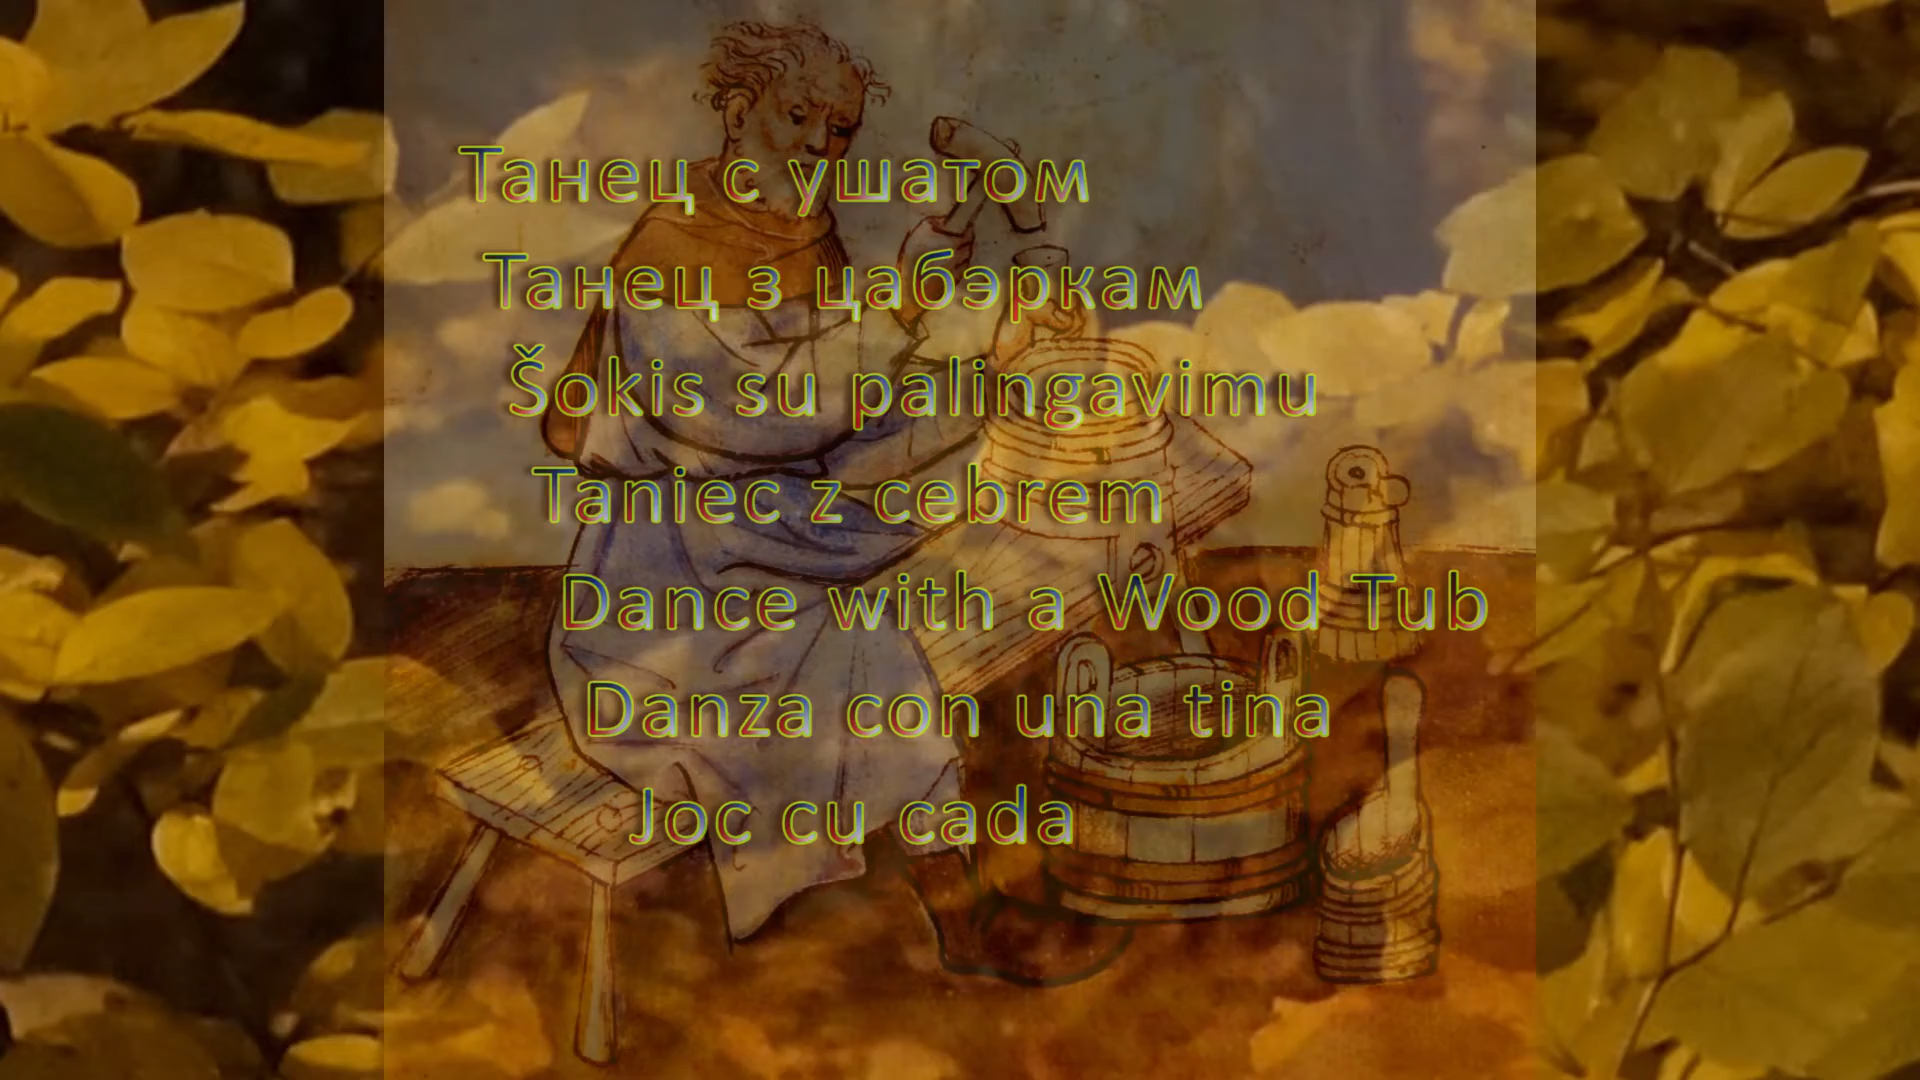 Танец с ушатом
Танец з цабэркам
Šokis su palingavimu
Taniec z cebrem
Dance with a Wood Tub
Danza con una tina
Joc cu cada